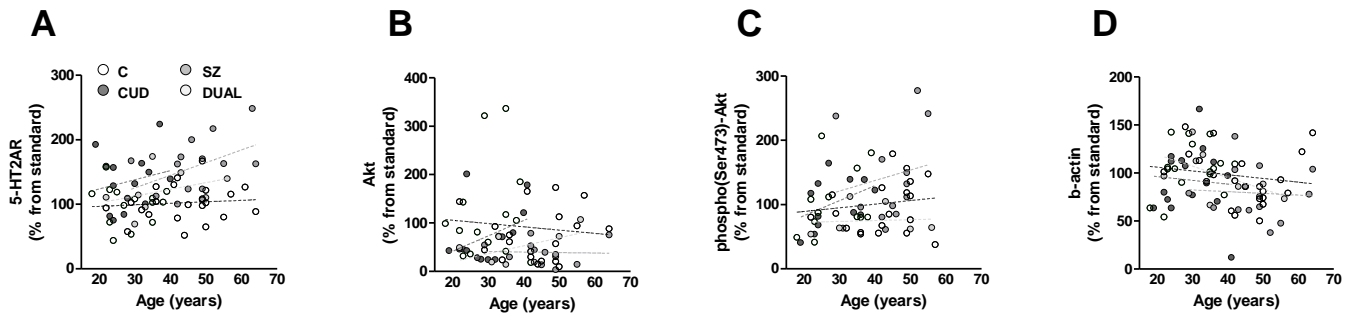 A
B
C
D
5-HT2AR
(% from standard)
300
200
100
0
20 30 40 50 60 70
Age (years)
C
SZ
CUD
DUAL
Akt
(% from standard)
400
300
200
100
0
20 30 40 50 60 70
Age (years)
phospho(Ser473)-Akt
(% from standard)
300
200
100
0
20 30 40 50 60 70
Age (years)
b-actin
(% from standard)
200
150
100
50
0
20 30 40 50 60 70
Age (years)